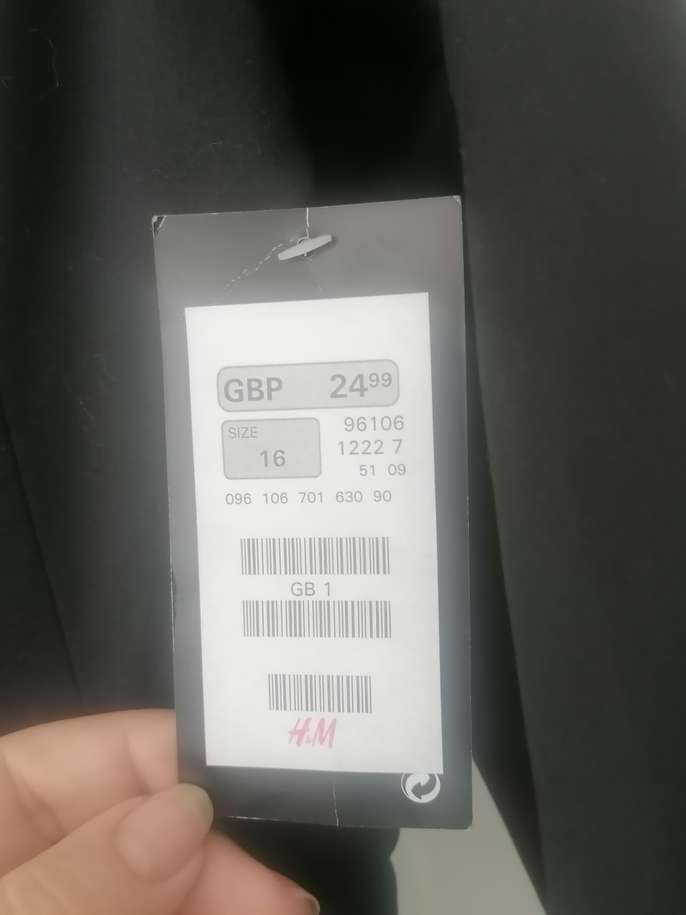 GBP 24.99
SIZE 96106
16 1222 7
51 09
096 106 701 630 90
GB 1
H&M